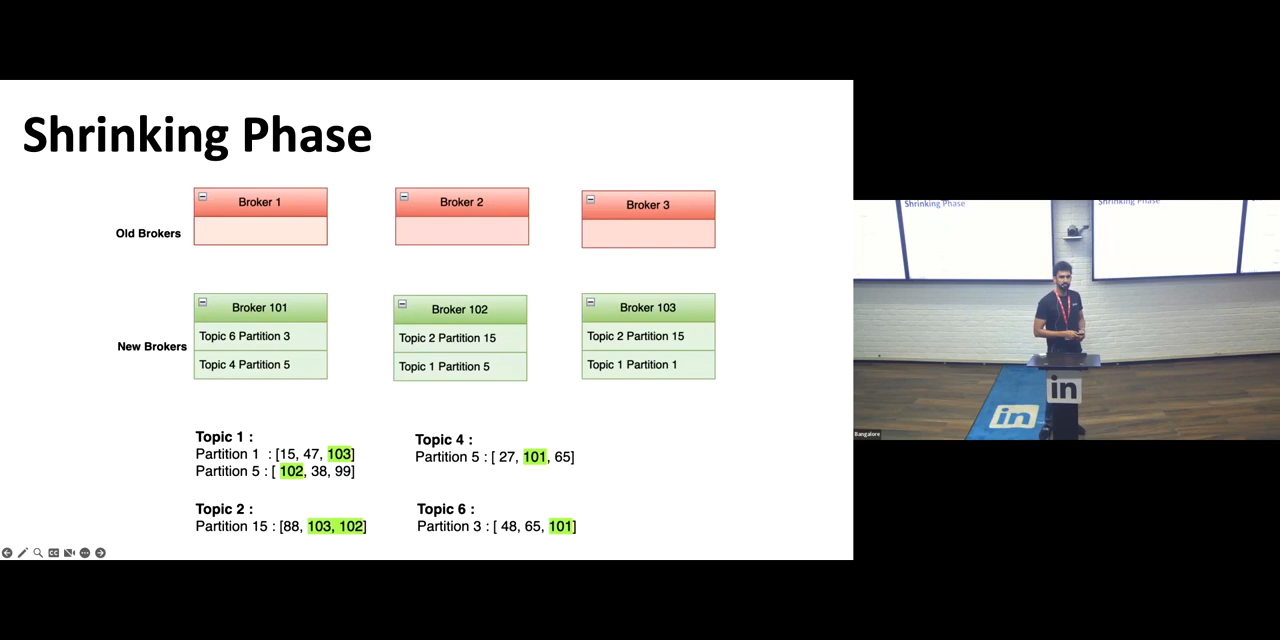 Shrinking Phase
Broker 1
Broker 2
Broker 3
Old Brokers
Broker 101
Broker 102
Broker 103
New Brokers
Topic 6 Partition 3
Topic 2 Partition 15
Topic 2 Partition 15
Topic 4 Partition 5
Topic 1 Partition 5
Topic 1 Partition 1
Topic 1 :
Partition 1 : [15, 47, 103]
Partition 5 : [ 102, 38, 99]
Topic 4 :
Partition 5 : [ 27, 101, 65]
Topic 2 :
Partition 15 : [88, 103, 102]
Topic 6 :
Partition 3 : [ 48, 65, 101]
CC
Shrinking Phase
Shrinking Phase
in
in
Bangalore